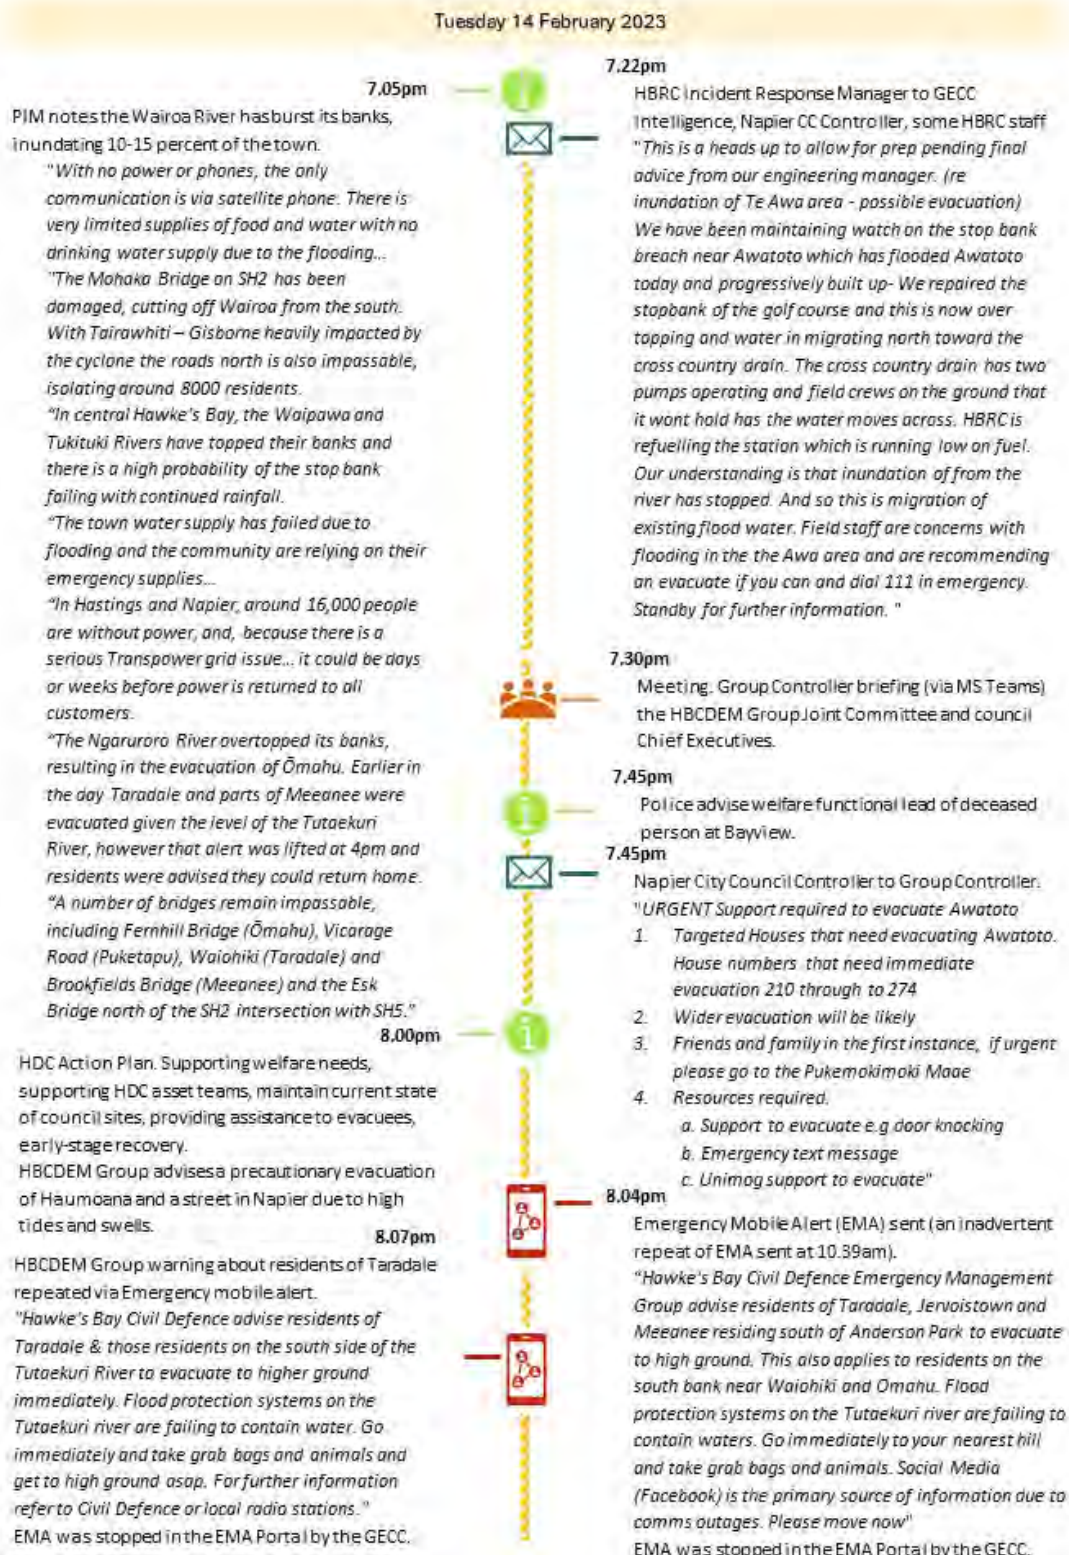 Tuesday 14 February 2023
7.05pm
PIM notes the Wairoa River has burst its banks,
inundating 10-15 percent of the town.
"With no power or phones, the only
communication is via satellite phone. There is
very limited supplies of food and water with no
drinking water supply due to the flooding...
"The Mohaka Bridge on SH2 has been
damaged, cutting off Wairoa from the south.
With Tairawhiti – Gisborne heavily impacted by
the cyclone the roads north is also impassable,
isolating around 8000 residents.
"In central Hawke's Bay, the Waipawa and
Tukituki Rivers have topped their banks and
there is a high probability of the stop bank
failing with continued rainfall.
"The town water supply has failed due to
flooding and the community are relying on their
emergency supplies...
"In Hastings and Napier, around 16,000 people
are without power, and, because there is a
serious Transpower grid issue... it could be days
or weeks before power is returned to all
customers.
"The Ngaruroro River overtopped its banks,
resulting in the evacuation of Ōmahu. Earlier in
the day Taradale and parts of Meeanee were
evacuated given the level of the Tutaekuri
River, however that alert was lifted at 4pm and
residents were advised they could return home.
"A number of bridges remain impassable,
including Fernhill Bridge (Ōmahu), Vicarage
Road (Puketapu), Waiohiki (Taradale) and
Brookfields Bridge (Meeanee) and the Esk
Bridge north of the SH2 intersection with SH5."
8.00pm
HDC Action Plan. Supporting welfare needs,
supporting HDC asset teams, maintain current state
of council sites, providing assistance to evacuees,
early-stage recovery.
HBCDEM Group advises a precautionary evacuation
of Haumoana and a street in Napier due to high
tides and swells.
8.07pm
HBCDEM Group warning about residents of Taradale
repeated via Emergency mobile alert.
"Hawke's Bay Civil Defence advise residents of
Taradale & those residents on the south side of the
Tutaekuri River to evacuate to higher ground
immediately. Flood protection systems on the
Tutaekuri river are failing to contain water. Go
immediately and take grab bags and animals and
get to high ground asap. For further information
refer to Civil Defence or local radio stations."
EMA was stopped in the EMA Portal by the GECC.
7.22pm
HBRC Incident Response Manager to GECC
Intelligence, Napier CC Controller, some HBRC staff
"This is a heads up to allow for prep pending final
advice from our engineering manager. (re
inundation of Te Awa area - possible evacuation)
We have been maintaining watch on the stop bank
breach near Awatoto which has flooded Awatoto
today and progressively built up- We repaired the
stopbank of the golf course and this is now over
topping and water in migrating north toward the
cross country drain. The cross country drain has two
pumps operating and field crews on the ground that
it wont hold has the water moves across. HBRC is
refuelling the station which is running low on fuel.
Our understanding is that inundation of from the
river has stopped. And so this is migration of
existing flood water. Field staff are concerns with
flooding in the the Awa area and are recommending
an evacuate if you can and dial 111 in emergency.
Standby for further information. "
7.30pm
Meeting. Group Controller briefing (via MS Teams)
the HBCDEM Group Joint Committee and council
Chief Executives.
7.45pm
Police advise welfare functional lead of deceased
person at Bayview.
7.45pm
Napier City Council Controller to Group Controller.
"URGENT Support required to evacuate Awatoto
1. Targeted Houses that need evacuating Awatoto.
House numbers that need immediate
evacuation 210 through to 274
2. Wider evacuation will be likely
3. Friends and family in the first instance, if urgent
please go to the Pukemokimoki Maae
4. Resources required.
a. Support to evacuate e.g door knocking
b. Emergency text message
c. Unimog support to evacuate"
8.04pm
Emergency Mobile Alert (EMA) sent (an inadvertent
repeat of EMA sent at 10.39am).
"Hawke's Bay Civil Defence Emergency Management
Group advise residents of Taradale, Jervoistown and
Meeanee residing south of Anderson Park to evacuate
to high ground. This also applies to residents on the
south bank near Waiohiki and Omahu. Flood
protection systems on the Tutaekuri river are failing to
contain waters. Go immediately to your nearest hill
and take grab bags and animals. Social Media
(Facebook) is the primary source of information due to
comms outages. Please move now"
EMA was stopped in the EMA Portal by the GECC.